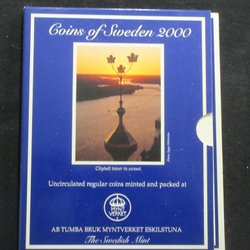 Coins of Sweden 2000
Cityhall tower in sunset.
Uncirculated regular coins minted and packed at
MYNT
VERKET
AB TUMBA BRUK MYNTVERKET ESKILSTUNA
The Swedish Mint